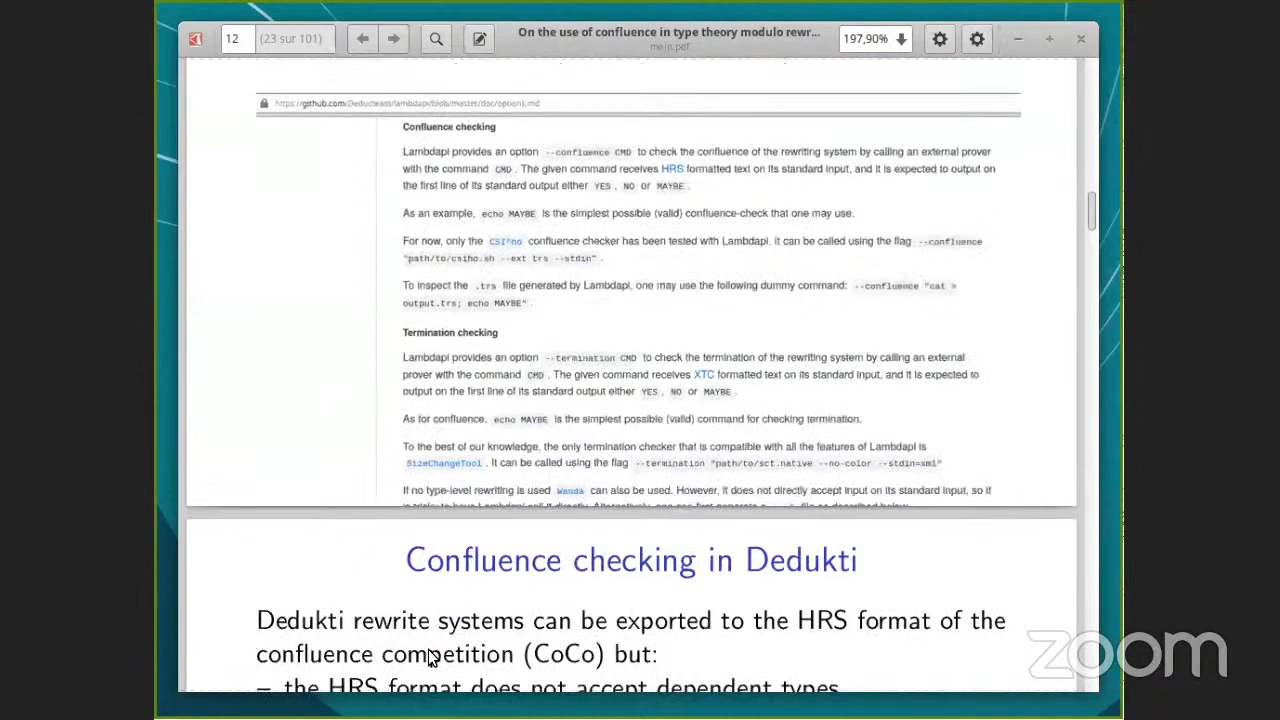 12 (23 sur 101)
On the use of confluence in type theory modulo rewr...
main.pdf
197,90%
https://github.com/Deducteam/lambdapi/blob/master/doc/options.md
Confluence checking
Lambdapi provides an option --confluence CMD to check the confluence of the rewriting system by calling an external prover
with the command CMD . The given command receives HRS formatted text on its standard input, and it is expected to output on
the first line of its standard output either YES , NO or MAYBE .
As an example, echo MAYBE is the simplest possible (valid) confluence-check that one may use.
For now, only the CSI^ho confluence checker has been tested with Lambdapi. It can be called using the flag --confluence
"path/to/csiho.sh --ext trs --stdin" .
To inspect the .trs file generated by Lambdapi, one may use the following dummy command: --confluence "cat >
output.trs; echo MAYBE" .
Termination checking
Lambdapi provides an option --termination CMD to check the termination of the rewriting system by calling an external
prover with the command CMD . The given command receives XTC formatted text on its standard input, and it is expected to
output on the first line of its standard output either YES , NO or MAYBE .
As for confluence, echo MAYBE is the simplest possible (valid) command for checking termination.
To the best of our knowledge, the only termination checker that is compatible with all the features of Lambdapi is
SizeChangeTool . It can be called using the flag --termination "path/to/sct.native --no-color --stdin=xml"
If no type-level rewriting is used Wanda can also be used. However, it does not directly accept input on its standard input, so it
Confluence checking in Dedukti
Dedukti rewrite systems can be exported to the HRS format of the
confluence competition (CoCo) but:
– the HRS format does not accept dependent types
zoom